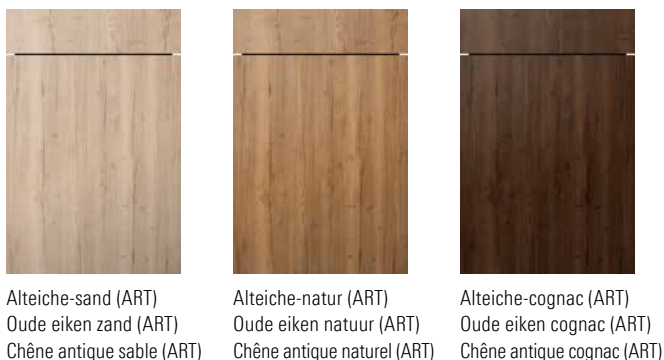 Alteiche-sand (ART)
Oude eiken zand (ART)
Chêne antique sable (ART)
Alteiche-natur (ART)
Oude eiken natuur (ART)
Chêne antique naturel (ART)
Alteiche-cognac (ART)
Oude eiken cognac (ART)
Chêne antique cognac (ART)